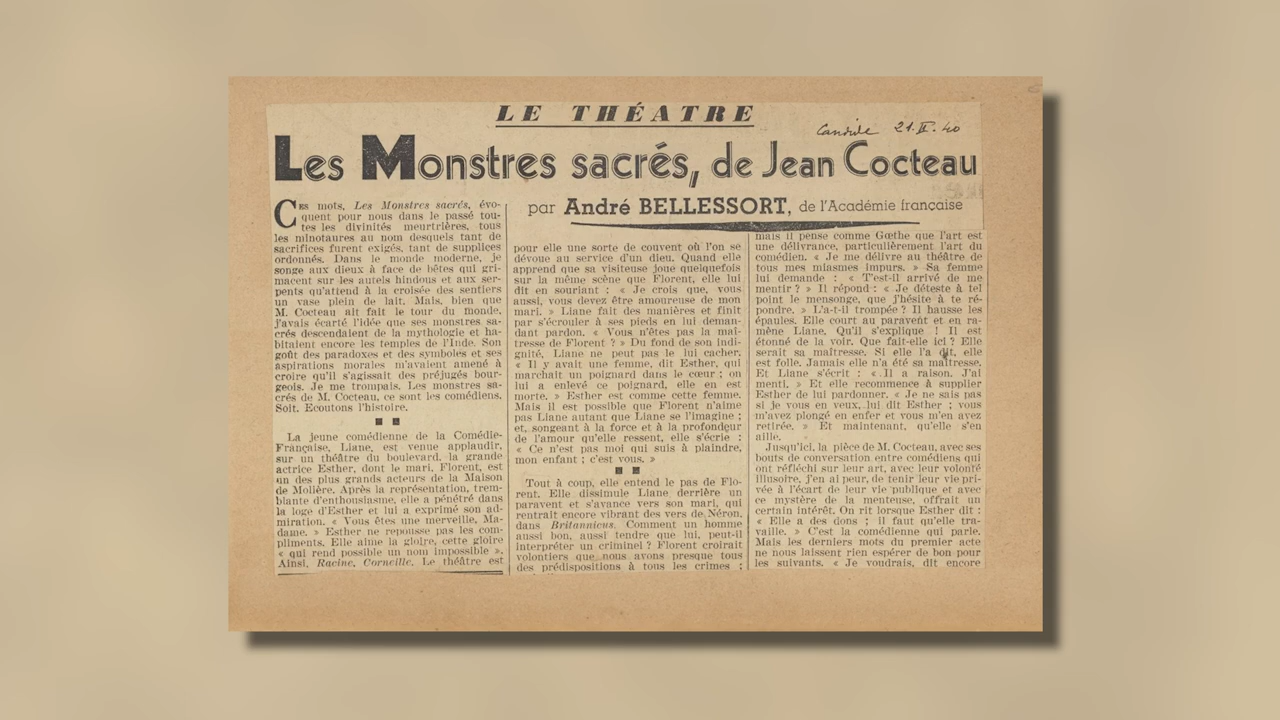 LE THÉATRE
Candide 21.II.40
Les Monstres sacrés, de Jean Cocteau
par André BELLESSORT, de l'Académie française
CES mots, Les Monstres sacrés, évo-
quent pour nous dans le passé tou-
tes les divinités meurtrières, tous
les minotaures au nom desquels tant de
sacrifices furent exigés, tant de supplices
ordonnés. Dans le monde moderne, je
songe aux dieux à face de bêtes qui gri-
macent sur les autels hindous et aux ser-
pents qu'attend à la croisée des sentiers
un vase plein de lait. Mais, bien que
M. Cocteau ait fait le tour du monde,
j'avais écarté l'idée que ses monstres sa-
crés descendaient de la mythologie et ha-
bitaient encore les temples de l'Inde. Son
goût des paradoxes et des symboles et ses
aspirations morales m'avaient amené à
croire qu'il s'agissait des préjugés bour-
geois. Je me trompais. Les monstres sa-
crés de M. Cocteau, ce sont les comédiens.
Soit. Ecoutons l'histoire.
La jeune comédienne de la Comédie-
Française, Liane, est venue applaudir,
sur un théâtre du boulevard, la grande
actrice Esther, dont le mari, Florent, est
un des plus grands acteurs de la Maison
de Molière. Après la représentation, trem-
blante d'enthousiasme, elle a pénétré dans
la loge d'Esther et lui a exprimé son ad-
miration. « Vous êtes une merveille, Ma-
dame. » Esther ne repousse pas les com-
pliments. Elle aime la gloire, cette gloire
« qui rend possible un nom impossible ».
Ainsi, Racine, Corneille. Le théâtre est
pour elle une sorte de couvent où l'on se
dévoue au service d'un dieu. Quand elle
apprend que sa visiteuse joue quelquefois
sur la même scène que Florent, elle lui
dit en souriant : « Je crois que, vous
aussi, vous devez être amoureuse de mon
mari. » Liane fait des manières et finit
par s'écrouler à ses pieds en lui deman-
dant pardon. « Vous n'êtes pas la maî-
tresse de Florent ? » Du fond de son indi-
gnité, Liane ne peut pas le lui cacher.
« Il y avait une femme, dit Esther, qui
marchait un poignard dans le cœur ; on
lui a enlevé ce poignard, elle en est
morte. » Esther est comme cette femme.
Mais il est possible que Florent n'aime
pas Liane autant que Liane se l'imagine ;
et, songeant à la force et à la profondeur
de l'amour qu'elle ressent, elle s'écrie :
« Ce n'est pas moi qui suis à plaindre,
mon enfant ; c'est vous. »
Tout à coup, elle entend le pas de Flo-
rent. Elle dissimule Liane derrière un
paravent et s'avance vers son mari, qui
rentrait encore vibrant des vers de Néron,
dans Britannicus. Comment un homme
aussi bon, aussi tendre que lui, peut-il
interpréter un criminel ? Florent croirait
volontiers que nous avons presque tous
des prédispositions à tous les crimes ;
mais il pense comme Gœthe que l'art est
une délivrance, particulièrement l'art du
comédien. « Je me délivre au théâtre de
tous mes miasmes impurs. » Sa femme
lui demande : « T'est-il arrivé de me
mentir ? » Il répond : « Je déteste à tel
point le mensonge, que j'hésite à te ré-
pondre. » L'a-t-il trompée ? Il hausse les
épaules. Elle court au paravent et en ra-
mène Liane. Qu'il s'explique ! Il est
étonné de la voir. Que fait-elle ici ? Elle
serait sa maîtresse. Si elle l'a dit, elle
est folle. Jamais elle n'a été sa maîtresse.
Et Liane s'écrie : « Il a raison. J'ai
menti. » Et elle recommence à supplier
Esther de lui pardonner. « Je ne sais pas
si je vous en veux, lui dit Esther ; vous
m'avez plongé en enfer et vous m'en avez
retirée. » Et maintenant, qu'elle s'en
aille.
Jusqu'ici, la pièce de M. Cocteau, avec ses
bouts de conversation entre comédiens qui
ont réfléchi sur leur art, avec leur volonté
illusoire, j'en ai peur, de tenir leur vie pri-
vée à l'écart de leur vie publique et avec
ce mystère de la menteuse, offrait un
certain intérêt. On rit lorsque Esther dit :
« Elle a des dons ; il faut qu'elle tra-
vaille. » C'est la comédienne qui parle.
Mais les derniers mots du premier acte
ne nous laissent rien espérer de bon pour
les suivants. « Je voudrais, dit encore